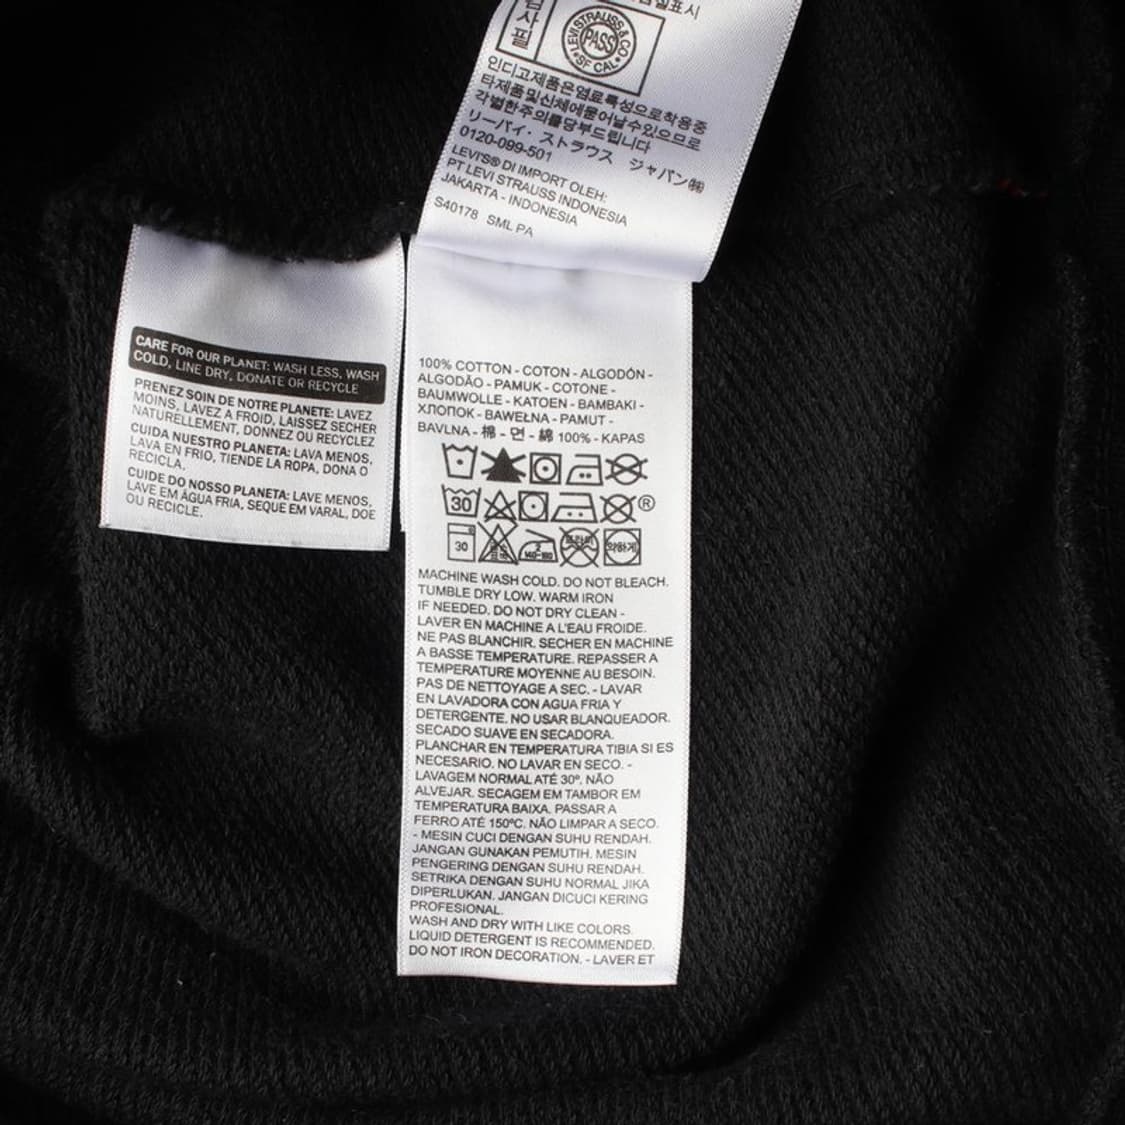 검사필
LEVI STRAUSS & CO
PASS
SF CAL
인디고제품은염료특성으로착용중
타제품및신체에묻어날수있으므로
각별한주의를당부드립니다
リーバイ・ストラウス ジャパン㈱
0120-099-501
LEVI'S® DI IMPORT OLEH:
PT LEVI STRAUSS INDONESIA
JAKARTA - INDONESIA
S40178 SML PA
CARE FOR OUR PLANET: WASH LESS, WASH
COLD, LINE DRY, DONATE OR RECYCLE
PRENEZ SOIN DE NOTRE PLANETE: LAVEZ
MOINS, LAVEZ A FROID, LAISSEZ SECHER
NATURELLEMENT, DONNEZ OU RECYCLEZ
CUIDA NUESTRO PLANETA: LAVA MENOS,
LAVA EN FRIO, TIENDE LA ROPA, DONA O
RECICLA.
CUIDE DO NOSSO PLANETA: LAVE MENOS,
LAVE EM ÁGUA FRIA, SEQUE EM VARAL, DOE
OU RECICLE.
100% COTTON - COTON - ALGODÓN -
ALGODÃO - PAMUK - COTONE -
BAUMWOLLE - KATOEN - BAMBAKI -
ХЛОПОК - BAWEŁNA - PAMUT -
BAVLNA - 棉 - 면 - 綿 100% - KAPAS
30 ®
30 140-160
MACHINE WASH COLD. DO NOT BLEACH.
TUMBLE DRY LOW. WARM IRON
IF NEEDED. DO NOT DRY CLEAN -
LAVER EN MACHINE A L'EAU FROIDE.
NE PAS BLANCHIR. SECHER EN MACHINE
A BASSE TEMPERATURE. REPASSER A
TEMPERATURE MOYENNE AU BESOIN.
PAS DE NETTOYAGE A SEC. - LAVAR
EN LAVADORA CON AGUA FRIA Y
DETERGENTE. NO USAR BLANQUEADOR.
SECADO SUAVE EN SECADORA.
PLANCHAR EN TEMPERATURA TIBIA SI ES
NECESARIO. NO LAVAR EN SECO. -
LAVAGEM NORMAL ATÉ 30º. NÃO
ALVEJAR. SECAGEM EM TAMBOR EM
TEMPERATURA BAIXA. PASSAR A
FERRO ATÉ 150ºC. NÃO LIMPAR A SECO.
- MESIN CUCI DENGAN SUHU RENDAH.
JANGAN GUNAKAN PEMUTIH. MESIN
PENGERING DENGAN SUHU RENDAH.
SETRIKA DENGAN SUHU NORMAL JIKA
DIPERLUKAN. JANGAN DICUCI KERING
PROFESIONAL.
WASH AND DRY WITH LIKE COLORS.
LIQUID DETERGENT IS RECOMMENDED.
DO NOT IRON DECORATION. - LAVER ET